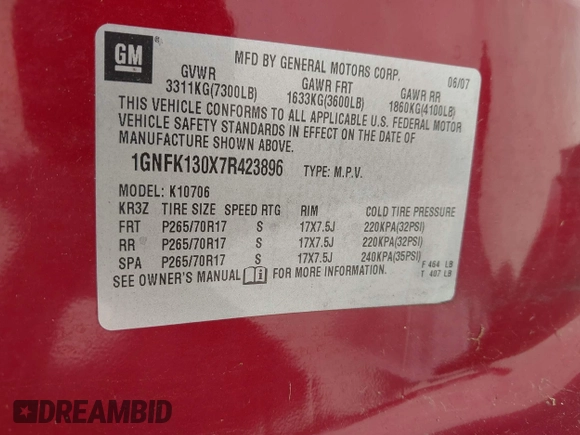 GM
MFD BY GENERAL MOTORS CORP. 06/07
GVWR GAWR FRT GAWR RR
3311KG(7300LB) 1633KG(3600LB) 1860KG(4100LB)
THIS VEHICLE CONFORMS TO ALL APPLICABLE U.S. FEDERAL MOTOR
VEHICLE SAFETY STANDARDS IN EFFECT ON THE DATE OF
MANUFACTURE SHOWN ABOVE.
1GNFK130X7R423896 TYPE: M.P.V.
MODEL: K10706
KR3Z TIRE SIZE SPEED RTG RIM COLD TIRE PRESSURE
FRT P265/70R17 S 17X7.5J 220KPA(32PSI)
RR P265/70R17 S 17X7.5J 220KPA(32PSI)
SPA P265/70R17 S 17X7.5J 240KPA(35PSI) F 464 LB
SEE OWNER'S MANUAL i FOR MORE INFORMATION. T 407 LB
DREAMBID